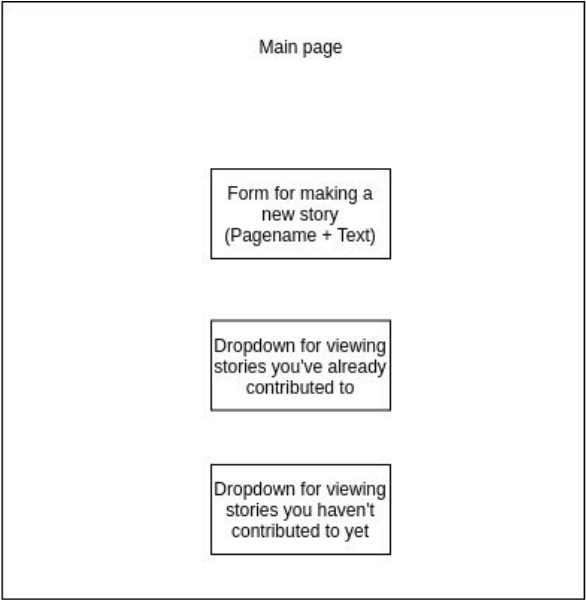 Main page
Form for making a
new story
(Pagename + Text)
Dropdown for viewing
stories you've already
contributed to
Dropdown for viewing
stories you haven't
contributed to yet